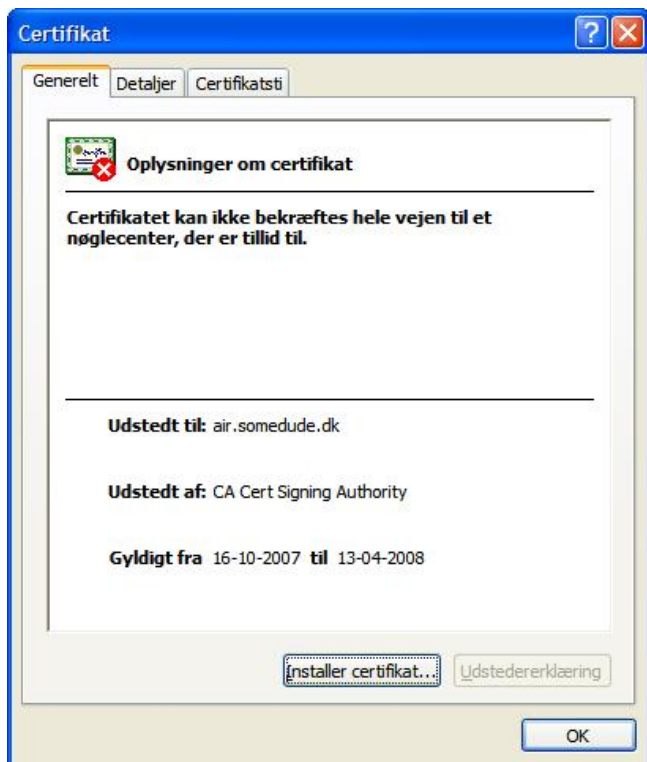 Certifikat
Generelt Detaljer Certifikatsti
Oplysninger om certifikat
Certifikatet kan ikke bekræftes hele vejen til et
nøglecenter, der er tillid til.
Udstedt til: air.somedude.dk
Udstedt af: CA Cert Signing Authority
Gyldigt fra 16-10-2007 til 13-04-2008
Installer certifikat... Udstedererklæring
OK